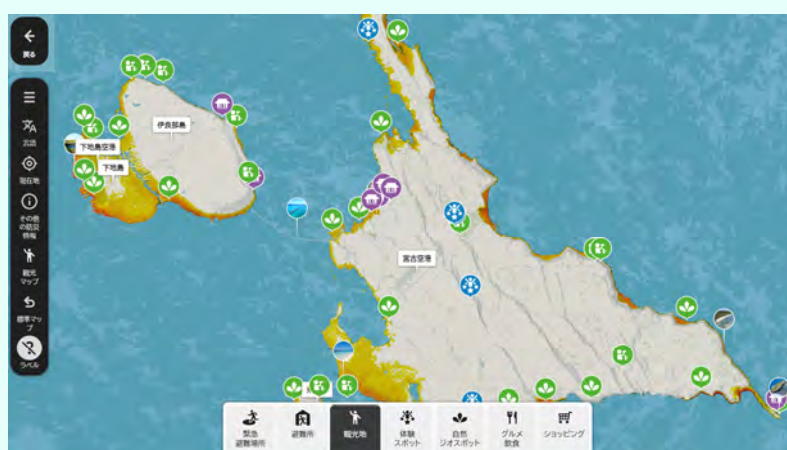 戻る
言語
現在地
その他
の防災
情報
観光
マップ
標準マッ
プ
ラベル
伊良部島
下地島空港
下地島
宮古空港
緊急
避難場所
避難所
観光地
体験
スポット
自然
ジオスポット
グルメ
飲食
ショッピング